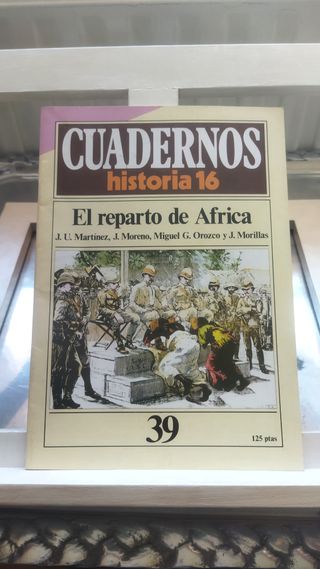 CUADERNOS
historia 16
El reparto de Africa
J. U. Martínez, J. Moreno, Miguel G. Orozco y J. Morillas
39
125 ptas